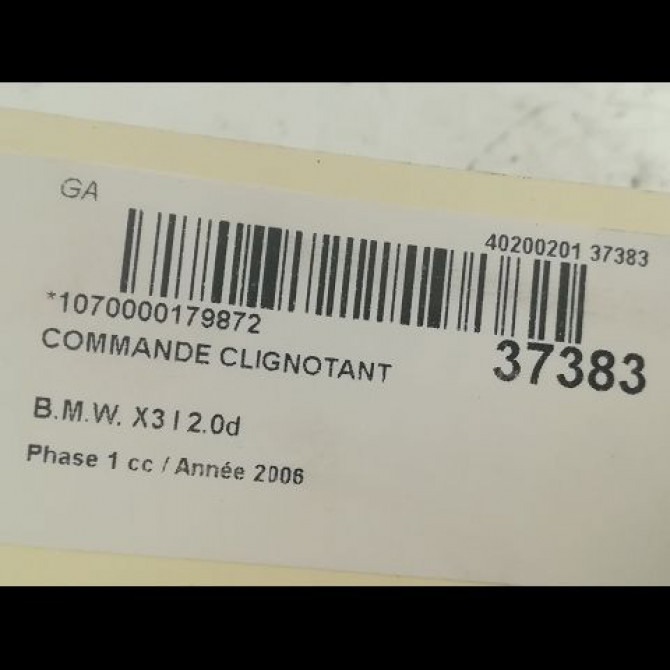 GA
40200201 37383
*1070000179872
37383
COMMANDE CLIGNOTANT
B.M.W. X3 I 2.0d
Phase 1 cc / Année 2006